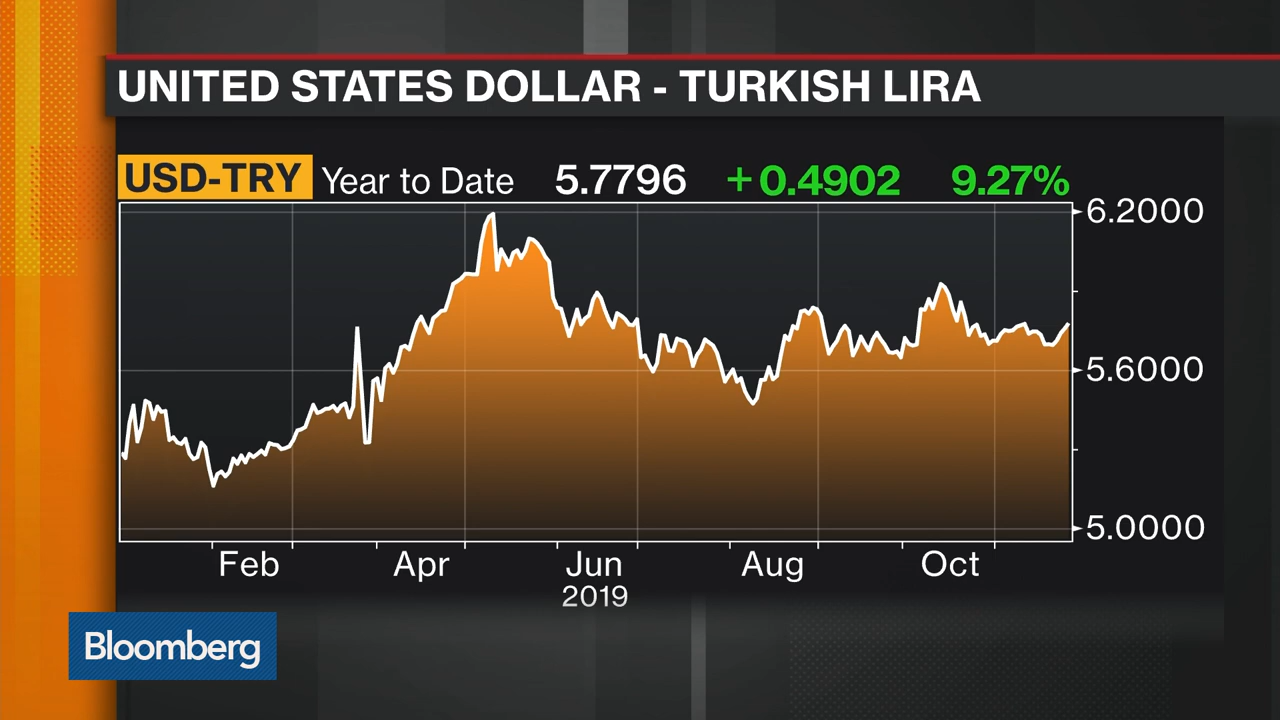 UNITED STATES DOLLAR - TURKISH LIRA
USD-TRY Year to Date 5.7796 +0.4902 9.27%
6.2000
5.6000
5.0000
Feb Apr Jun Aug Oct
2019
Bloomberg